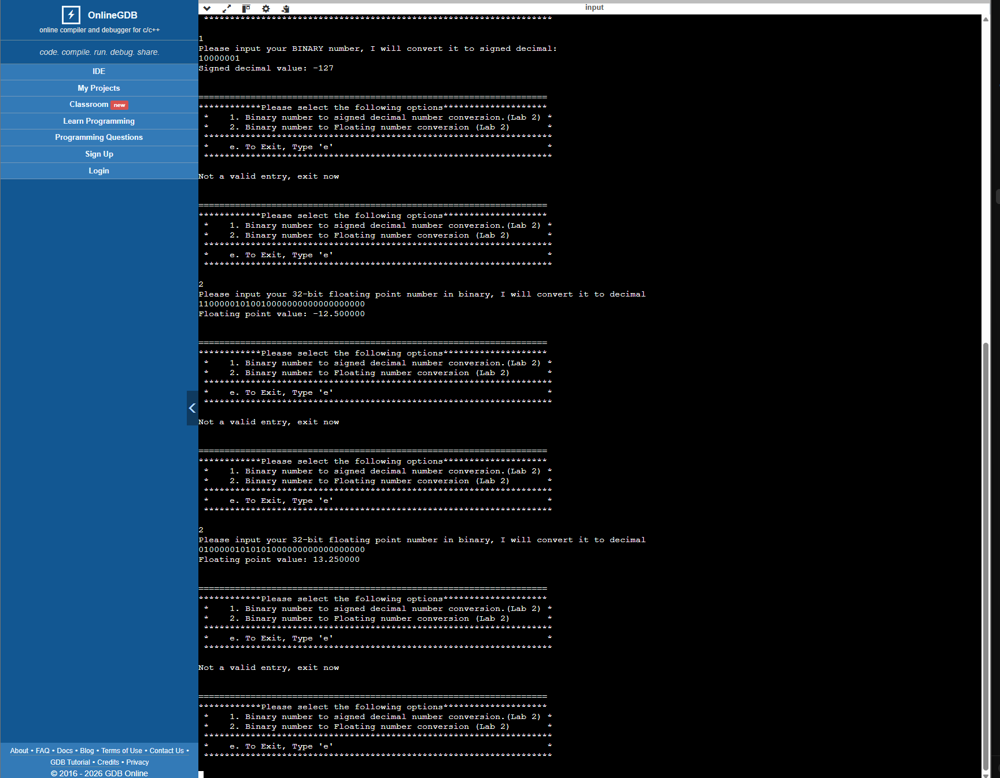 OnlineGDB
online compiler and debugger for c/c++
code. compile. run. debug. share.
IDE
My Projects
Classroom new
Learn Programming
Programming Questions
Sign Up
Login
About • FAQ • Docs • Blog • Terms of Use • Contact Us •
GDB Tutorial • Credits • Privacy
© 2016 - 2026 GDB Online
input
*******************************************************************
1
Please input your BINARY number, I will convert it to signed decimal:
10000001
Signed decimal value: -127
===================================================================
************Please select the following options********************
*    1. Binary number to signed decimal number conversion.(Lab 2) *
*    2. Binary number to Floating number conversion (Lab 2)       *
*******************************************************************
*    e. To Exit, Type 'e'                                         *
*******************************************************************
Not a valid entry, exit now
===================================================================
************Please select the following options********************
*    1. Binary number to signed decimal number conversion.(Lab 2) *
*    2. Binary number to Floating number conversion (Lab 2)       *
*******************************************************************
*    e. To Exit, Type 'e'                                         *
*******************************************************************
2
Please input your 32-bit floating point number in binary, I will convert it to decimal
11000001010010000000000000000000
Floating point value: -12.500000
===================================================================
************Please select the following options********************
*    1. Binary number to signed decimal number conversion.(Lab 2) *
*    2. Binary number to Floating number conversion (Lab 2)       *
*******************************************************************
*    e. To Exit, Type 'e'                                         *
*******************************************************************
Not a valid entry, exit now
===================================================================
************Please select the following options********************
*    1. Binary number to signed decimal number conversion.(Lab 2) *
*    2. Binary number to Floating number conversion (Lab 2)       *
*******************************************************************
*    e. To Exit, Type 'e'                                         *
*******************************************************************
2
Please input your 32-bit floating point number in binary, I will convert it to decimal
01000001010101000000000000000000
Floating point value: 13.250000
===================================================================
************Please select the following options********************
*    1. Binary number to signed decimal number conversion.(Lab 2) *
*    2. Binary number to Floating number conversion (Lab 2)       *
*******************************************************************
*    e. To Exit, Type 'e'                                         *
*******************************************************************
Not a valid entry, exit now
===================================================================
************Please select the following options********************
*    1. Binary number to signed decimal number conversion.(Lab 2) *
*    2. Binary number to Floating number conversion (Lab 2)       *
*******************************************************************
*    e. To Exit, Type 'e'                                         *
*******************************************************************